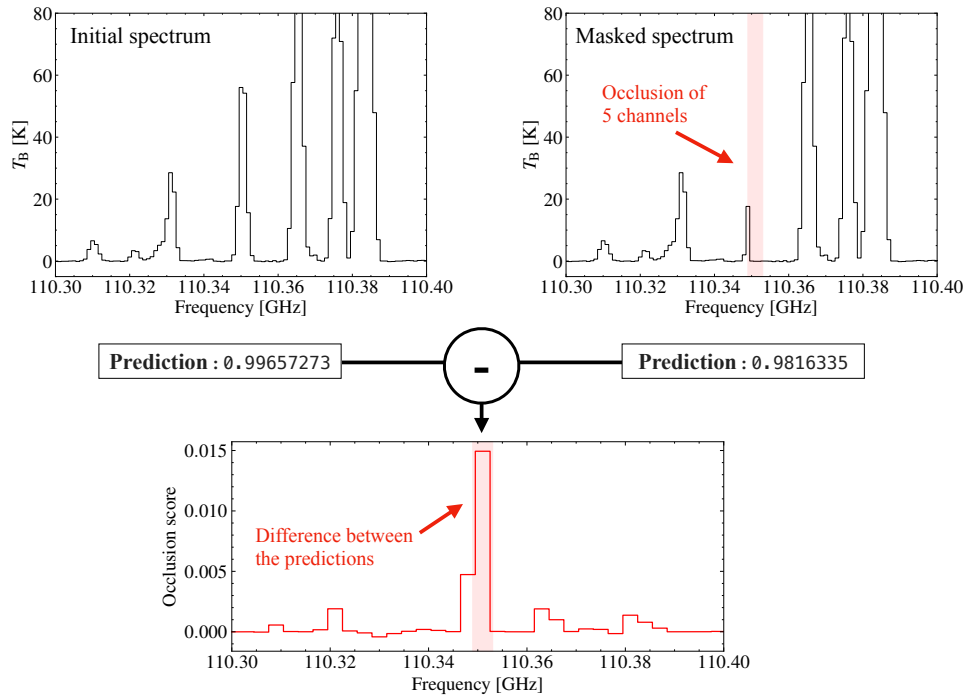 Initial spectrum
80
60
40
20
0
T_B [K]
110.30 110.32 110.34 110.36 110.38 110.40
Frequency [GHz]
Masked spectrum
Occlusion of
5 channels
80
60
40
20
0
T_B [K]
110.30 110.32 110.34 110.36 110.38 110.40
Frequency [GHz]
Prediction : 0.99657273
-
Prediction : 0.9816335
Difference between
the predictions
0.015
0.010
0.005
0.000
Occlusion score
110.30 110.32 110.34 110.36 110.38 110.40
Frequency [GHz]